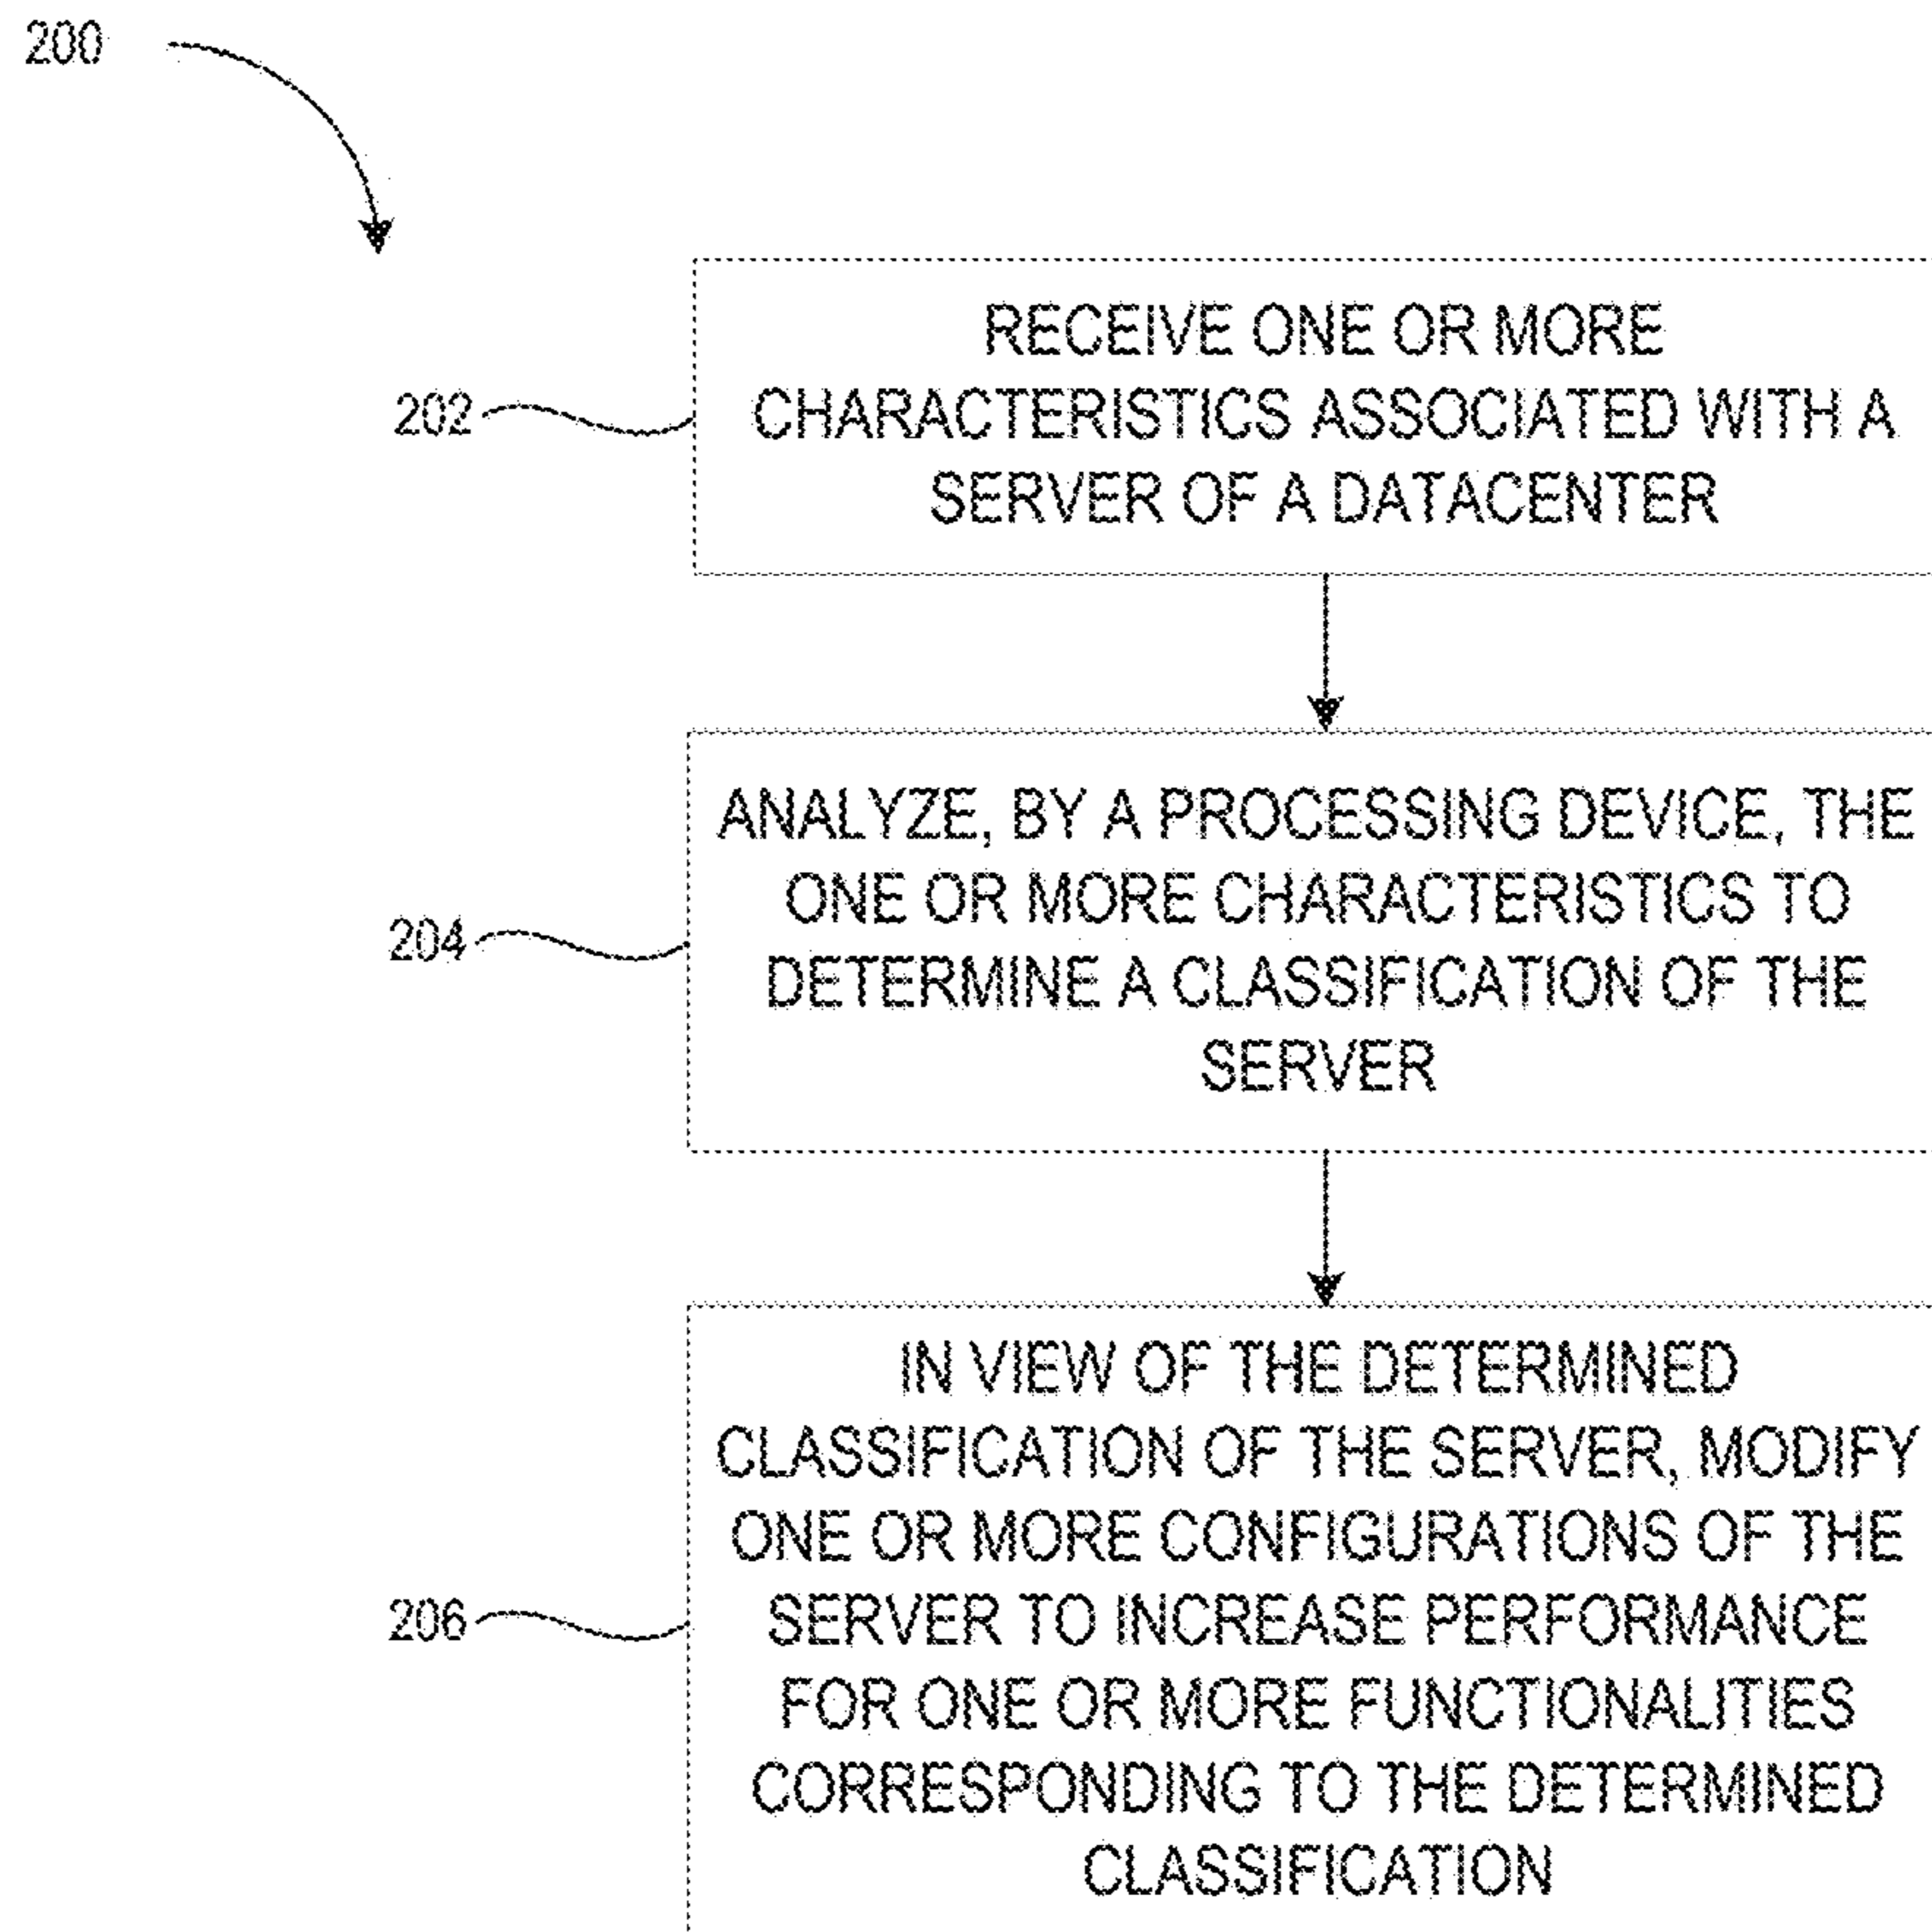 200
RECEIVE ONE OR MORE
CHARACTERISTICS ASSOCIATED WITH A
SERVER OF A DATACENTER
202
ANALYZE, BY A PROCESSING DEVICE, THE
ONE OR MORE CHARACTERISTICS TO
DETERMINE A CLASSIFICATION OF THE
SERVER
204
IN VIEW OF THE DETERMINED
CLASSIFICATION OF THE SERVER, MODIFY
ONE OR MORE CONFIGURATIONS OF THE
SERVER TO INCREASE PERFORMANCE
FOR ONE OR MORE FUNCTIONALITIES
CORRESPONDING TO THE DETERMINED
CLASSIFICATION
206